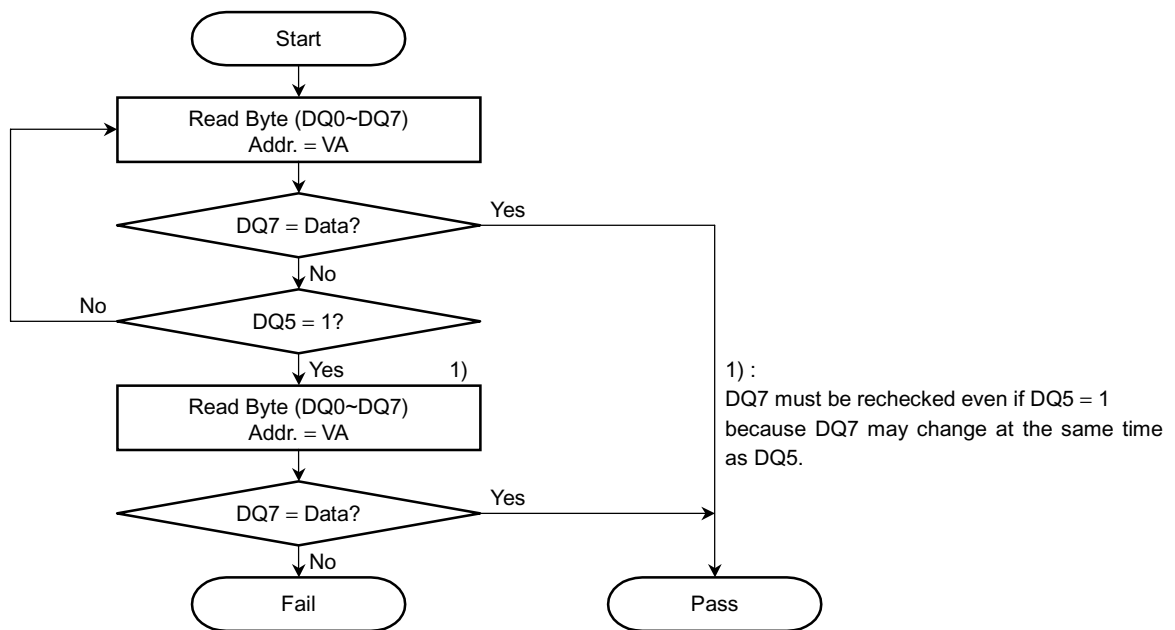 Start
Read Byte (DQ0~DQ7)
Addr. = VA
DQ7 = Data?
Yes
No
No
DQ5 = 1?
Yes
1)
Read Byte (DQ0~DQ7)
Addr. = VA
1) :
DQ7 must be rechecked even if DQ5 = 1
because DQ7 may change at the same time
as DQ5.
DQ7 = Data?
Yes
No
Fail
Pass